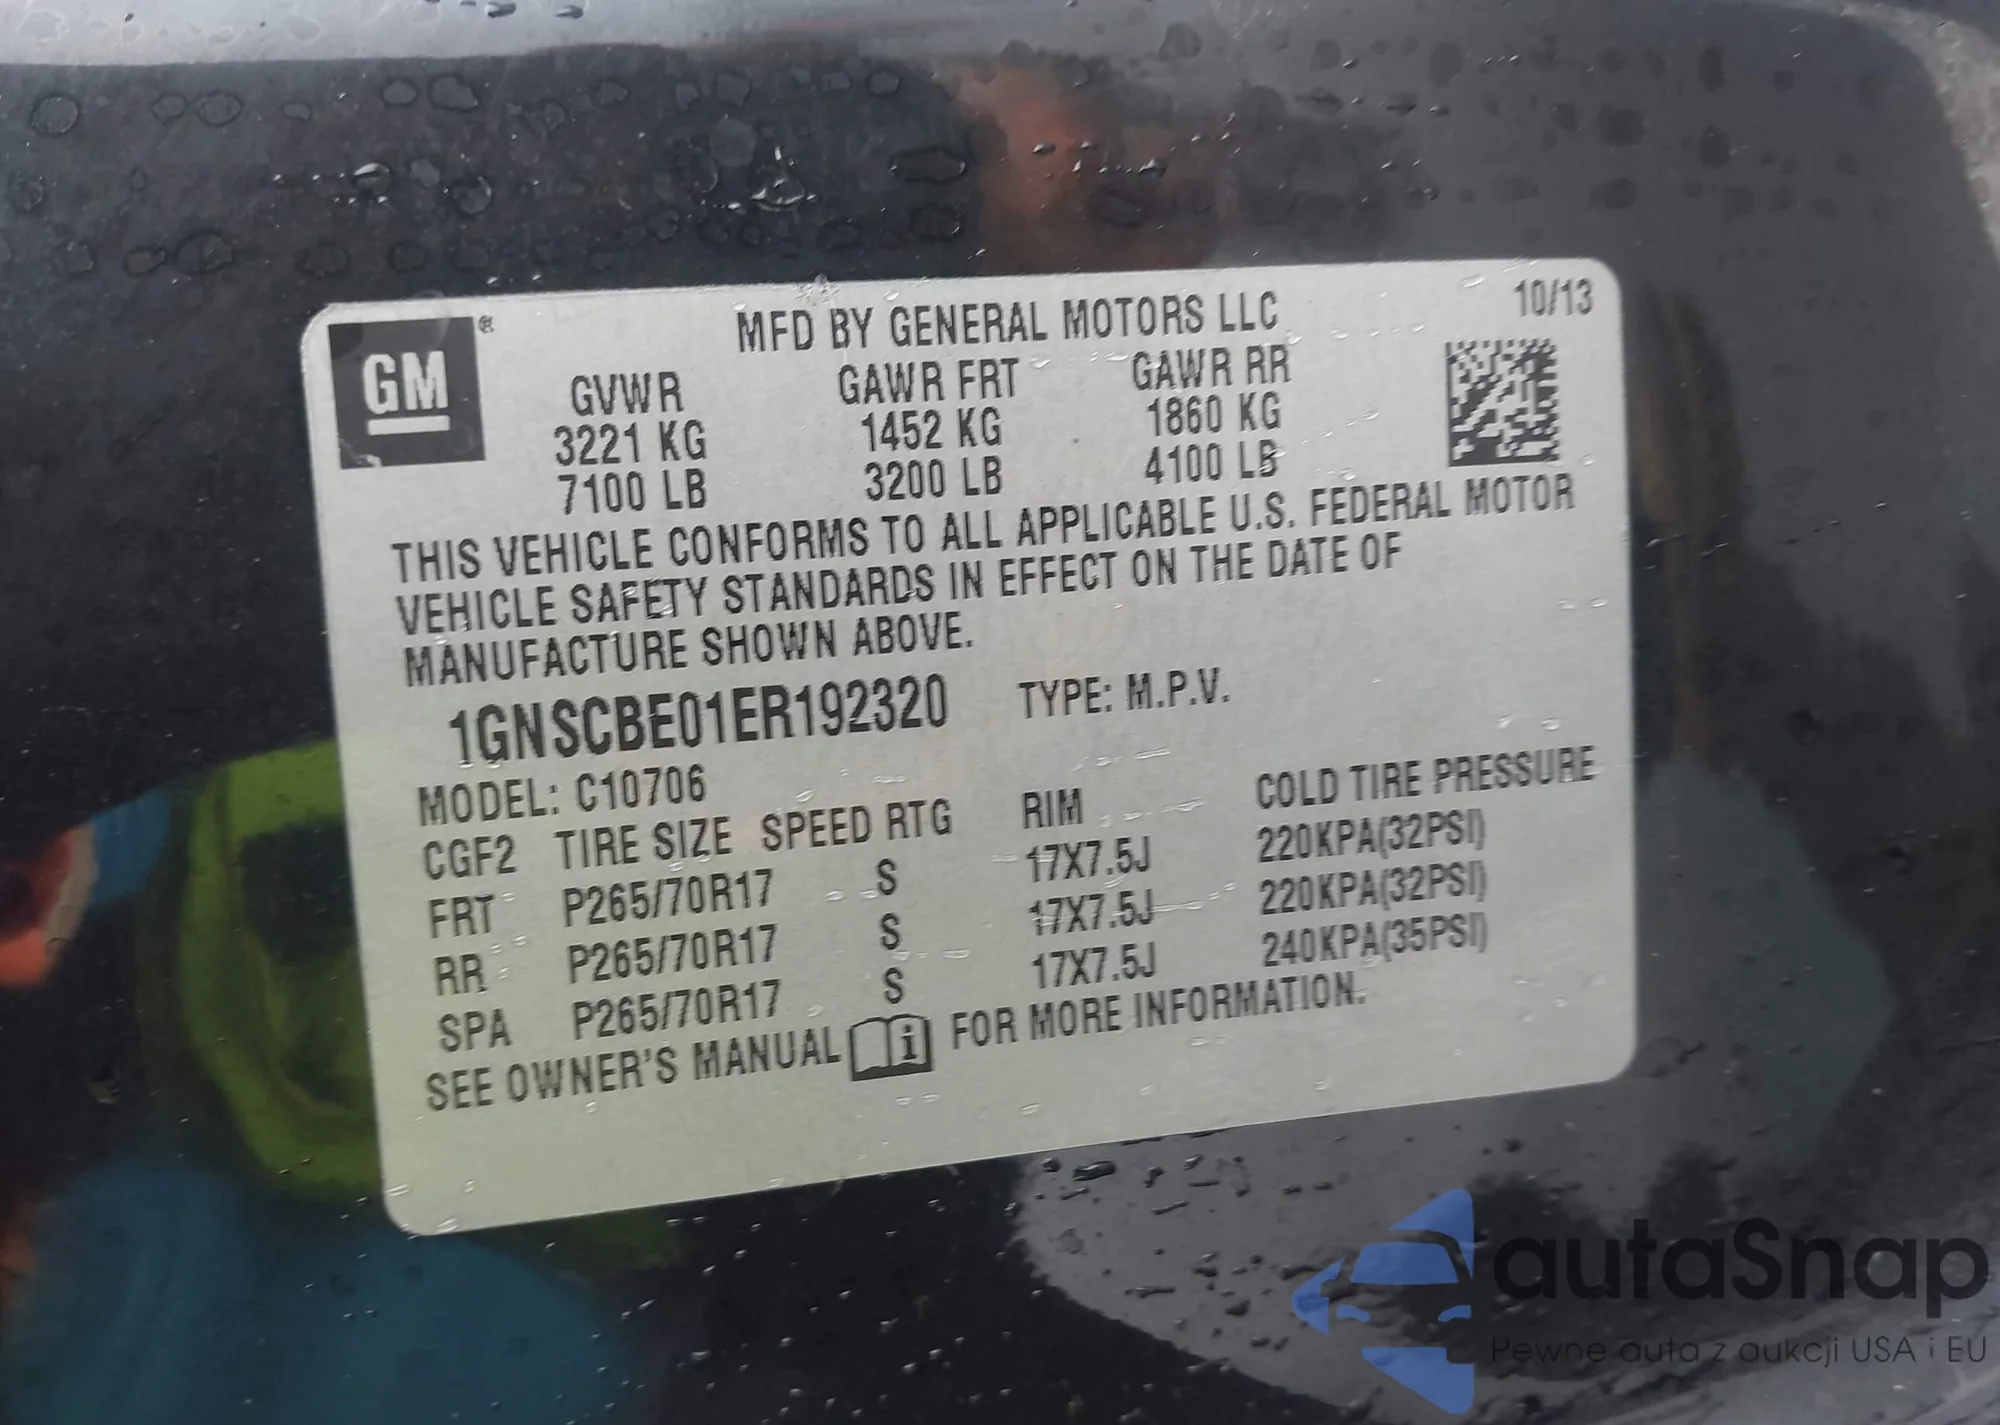 MFD BY GENERAL MOTORS LLC 10/13
GM®
GVWR GAWR FRT GAWR RR
3221 KG 1452 KG 1860 KG
7100 LB 3200 LB 4100 LB
THIS VEHICLE CONFORMS TO ALL APPLICABLE U.S. FEDERAL MOTOR
VEHICLE SAFETY STANDARDS IN EFFECT ON THE DATE OF
MANUFACTURE SHOWN ABOVE.
1GNSCBE01ER192320 TYPE: M.P.V.
MODEL: C10706
CGF2 TIRE SIZE SPEED RTG RIM COLD TIRE PRESSURE
FRT P265/70R17 S 17X7.5J 220KPA(32PSI)
RR P265/70R17 S 17X7.5J 220KPA(32PSI)
SPA P265/70R17 S 17X7.5J 240KPA(35PSI)
SEE OWNER'S MANUAL i FOR MORE INFORMATION.
autaSnap
Pewne auta z aukcji USA i EU